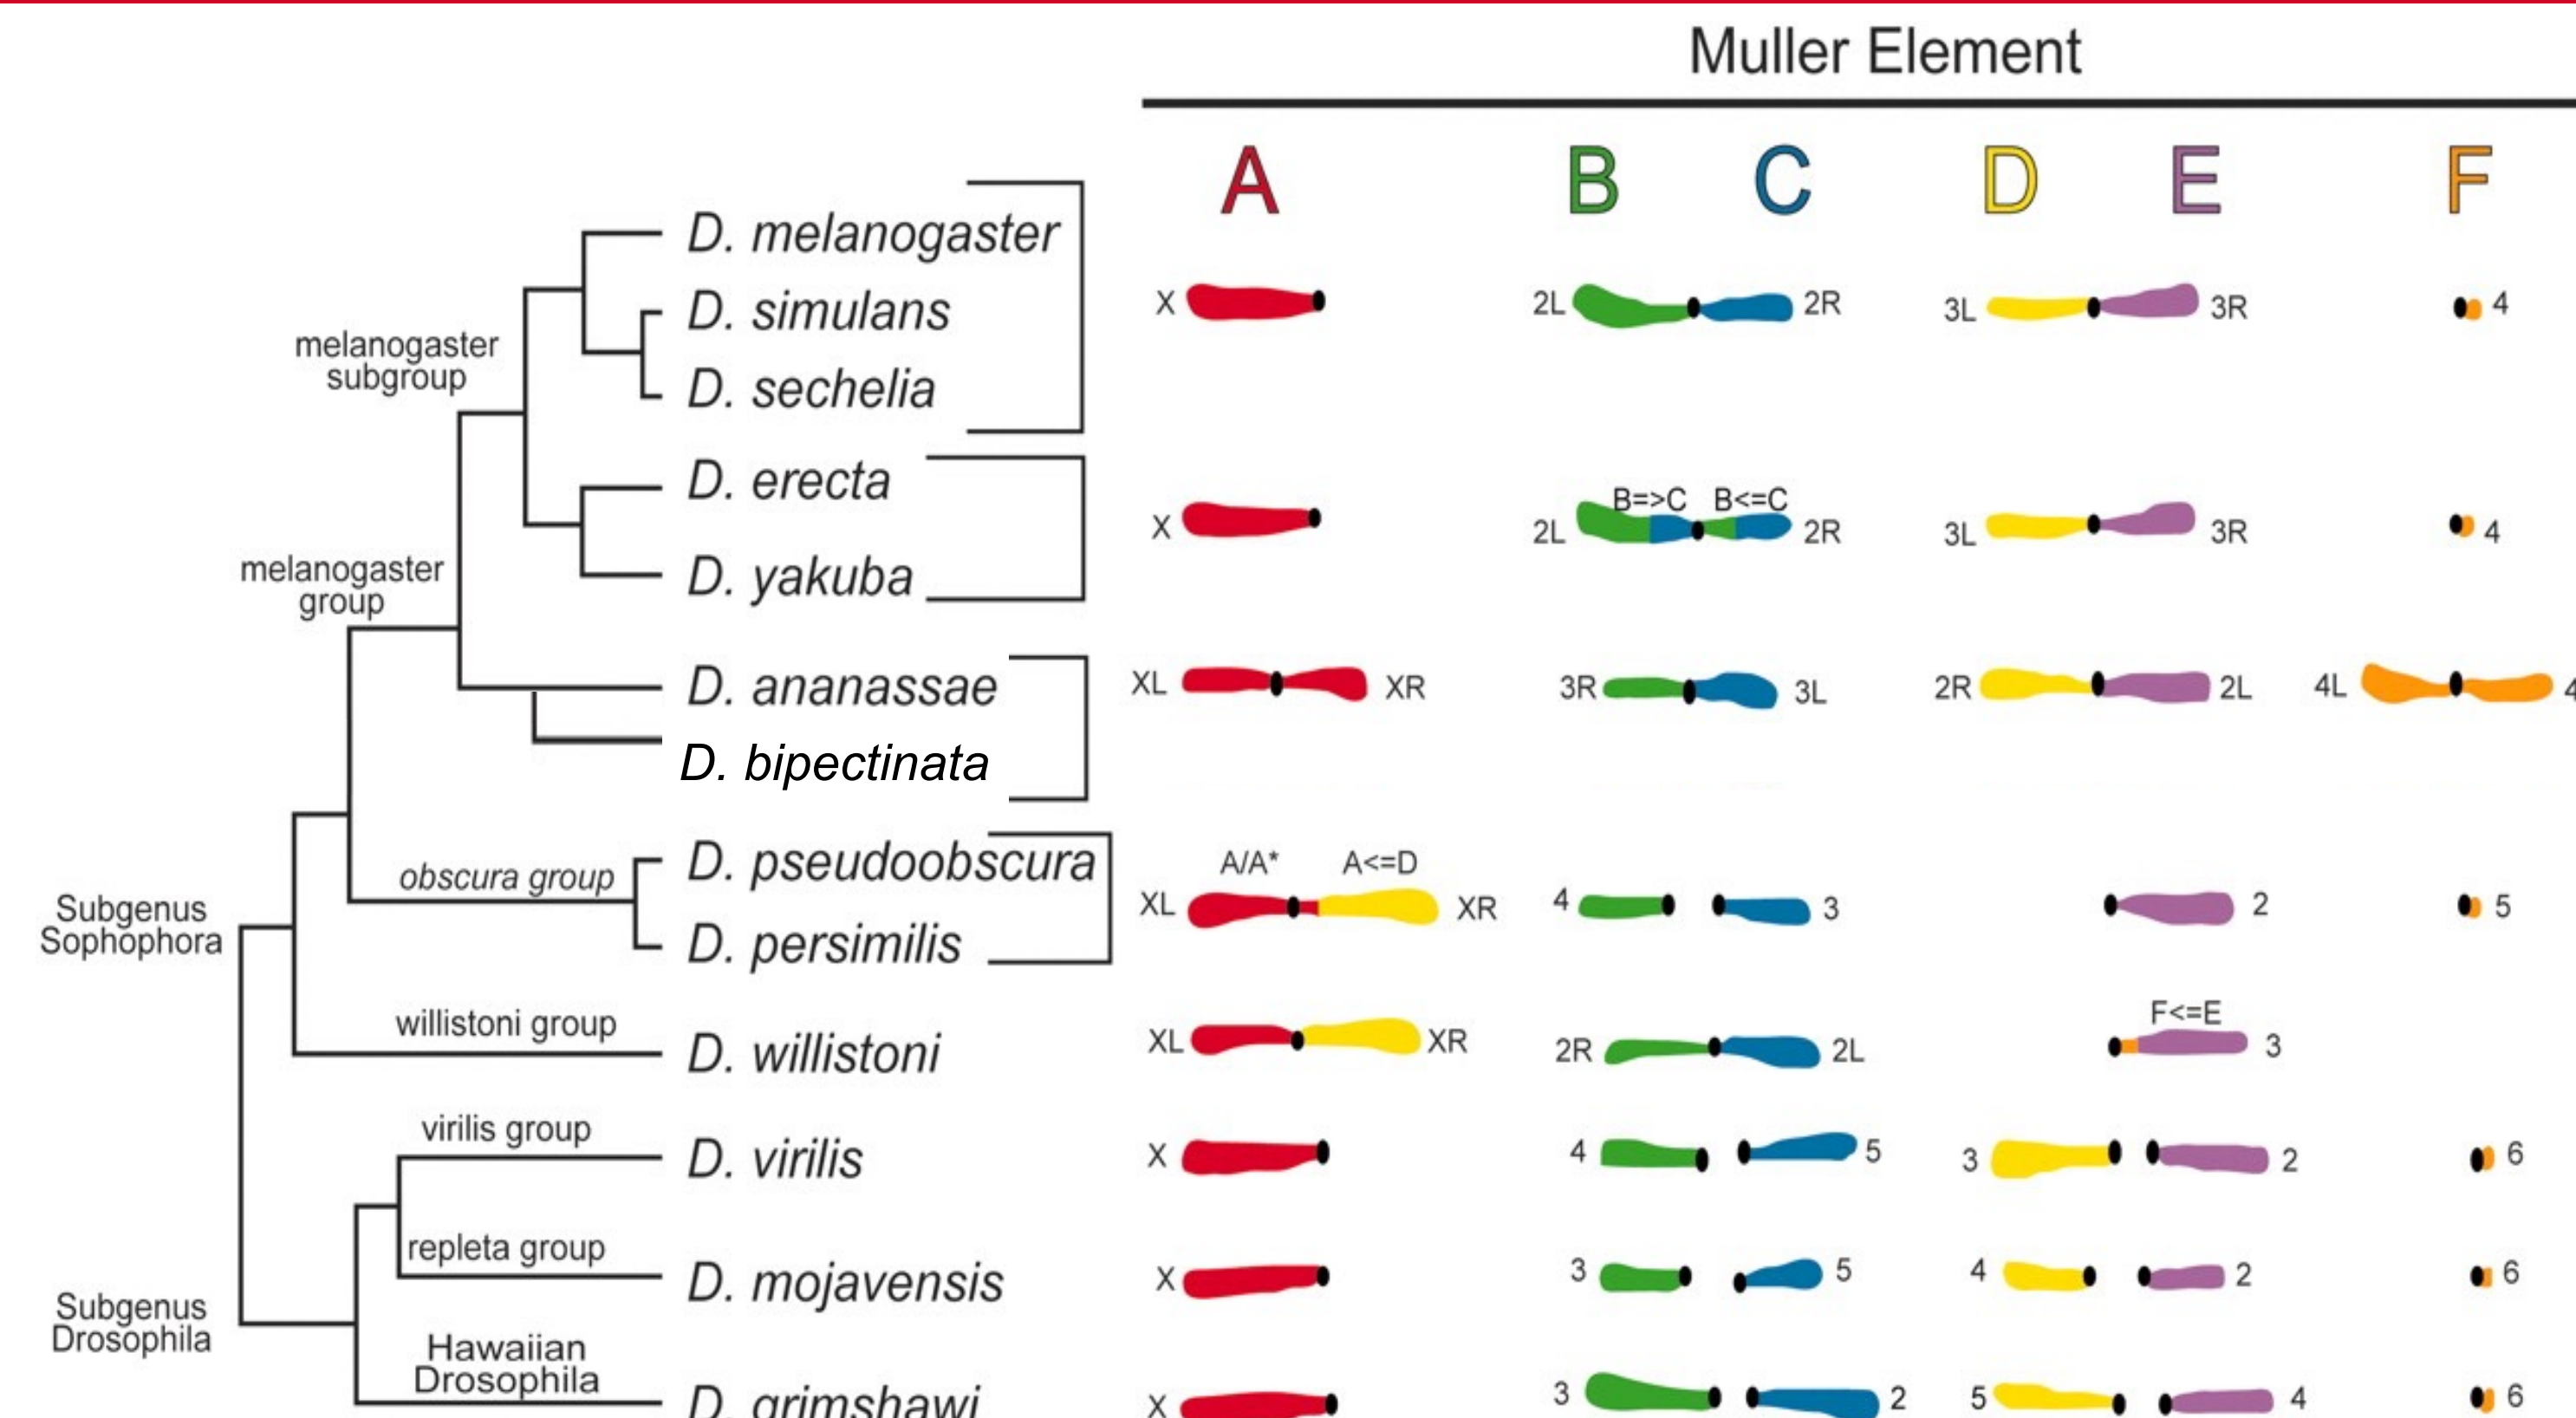 Muller Element
A B C D E F
D. melanogaster
D. simulans
D. sechelia
X 2L 2R 3L 3R 4
melanogaster
subgroup
D. erecta
D. yakuba
B=>C B<=C
X 2L 2R 3L 3R 4
melanogaster
group
D. ananassae
XL XR 3R 3L 2R 2L 4L 4
D. bipectinata
obscura group
D. pseudoobscura
D. persimilis
A/A* A<=D
XL XR 4 3 2 5
Subgenus
Sophophora
willistoni group
D. willistoni
F<=E
XL XR 2R 2L 3
virilis group
D. virilis
X 4 5 3 2 6
repleta group
D. mojavensis
X 3 5 4 2 6
Subgenus
Drosophila
Hawaiian
Drosophila
D. grimshawi
X 3 2 5 4 6